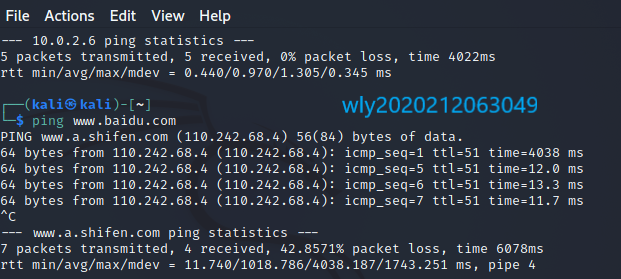 File Actions Edit View Help
--- 10.0.2.6 ping statistics ---
5 packets transmitted, 5 received, 0% packet loss, time 4022ms
rtt min/avg/max/mdev = 0.440/0.970/1.305/0.345 ms
┌──(kali㉿kali)-[~]
wly2020212063049
└─$ ping www.baidu.com
PING www.a.shifen.com (110.242.68.4) 56(84) bytes of data.
64 bytes from 110.242.68.4 (110.242.68.4): icmp_seq=1 ttl=51 time=4038 ms
64 bytes from 110.242.68.4 (110.242.68.4): icmp_seq=5 ttl=51 time=12.0 ms
64 bytes from 110.242.68.4 (110.242.68.4): icmp_seq=6 ttl=51 time=13.3 ms
64 bytes from 110.242.68.4 (110.242.68.4): icmp_seq=7 ttl=51 time=11.7 ms
^C
--- www.a.shifen.com ping statistics ---
7 packets transmitted, 4 received, 42.8571% packet loss, time 6078ms
rtt min/avg/max/mdev = 11.740/1018.786/4038.187/1743.251 ms, pipe 4